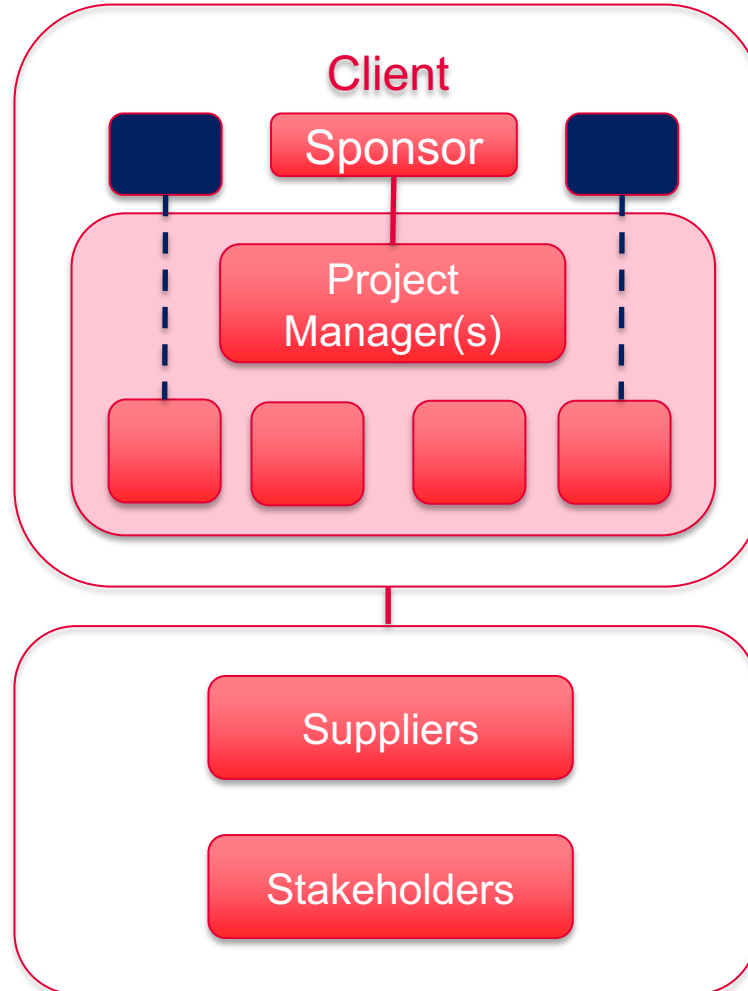 Client
Sponsor
Project
Manager(s)
Suppliers
Stakeholders